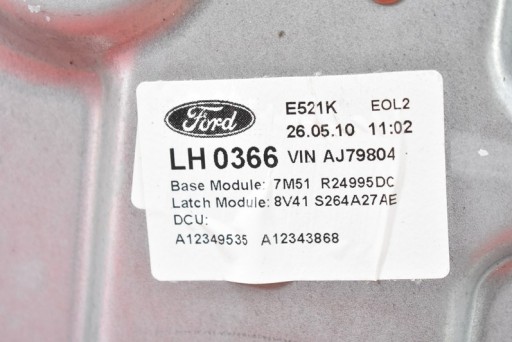 Ford
E521K EOL2
26.05.10 11:02
LH 0366 VIN AJ79804
Base Module: 7M51 R24995DC
Latch Module: 8V41 S264A27AE
DCU:
A12349535 A12343868